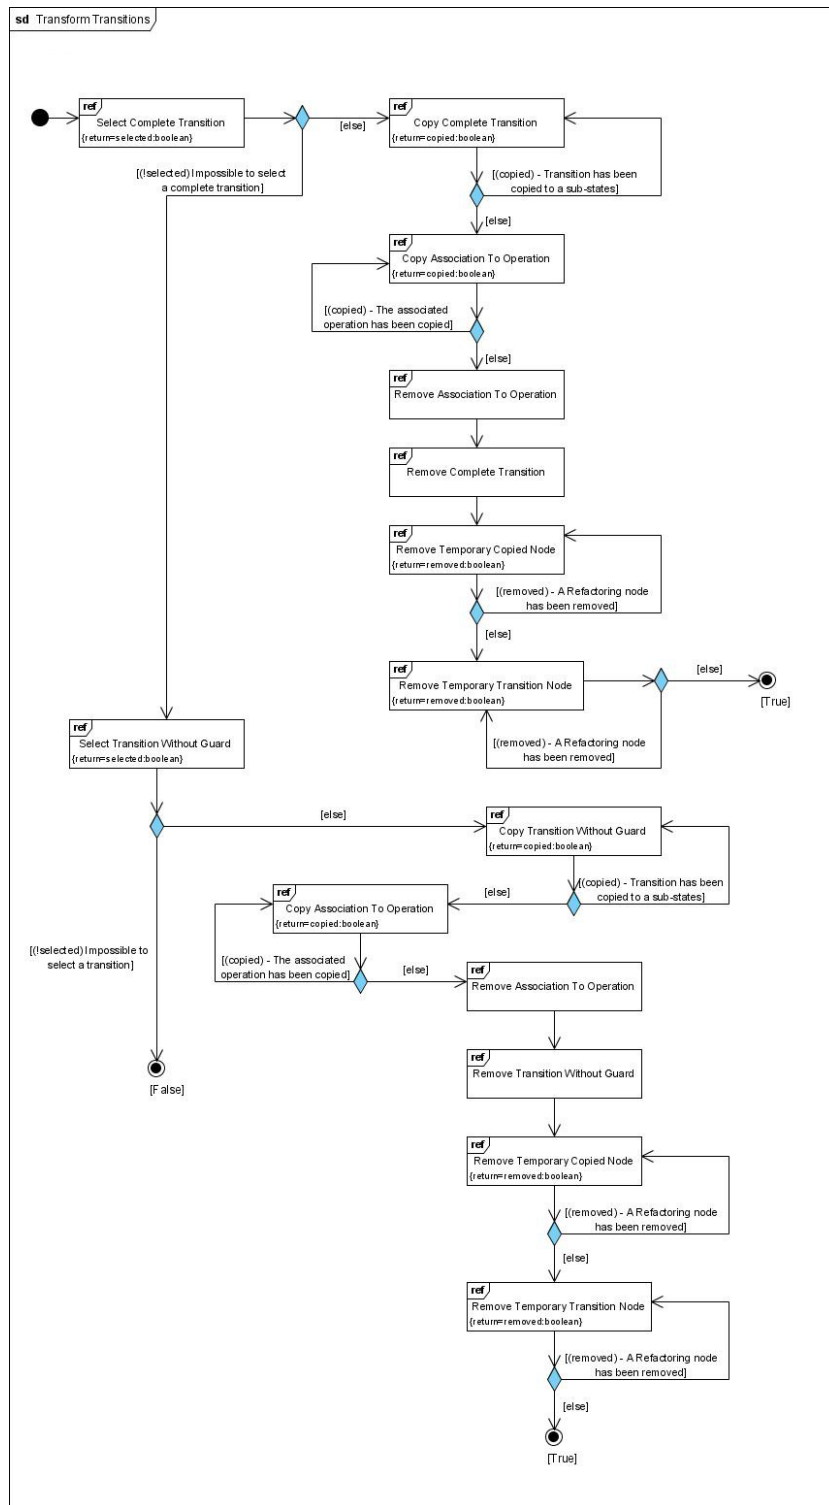 sd Transform Transitions
ref
Select Complete Transition
{return=selected:boolean}
[else]
ref
Copy Complete Transition
{return=copied:boolean}
[(!selected) Impossible to select
a complete transition]
[(copied) - Transition has been
copied to a sub-states]
[else]
ref
Copy Association To Operation
{return=copied:boolean}
[(copied) - The associated
operation has been copied]
[else]
ref
Remove Association To Operation
ref
Remove Complete Transition
ref
Remove Temporary Copied Node
{return=removed:boolean}
[(removed) - A Refactoring node
has been removed]
[else]
ref
Remove Temporary Transition Node
{return=removed:boolean}
[else]
[True]
[(removed) - A Refactoring node
has been removed]
ref
Select Transition Without Guard
{return=selected:boolean}
[else]
ref
Copy Transition Without Guard
{return=copied:boolean}
[(copied) - Transition has been
copied to a sub-states]
[else]
ref
Copy Association To Operation
{return=copied:boolean}
[(!selected) Impossible to
select a transition]
[(copied) - The associated
operation has been copied]
[else]
ref
Remove Association To Operation
ref
Remove Transition Without Guard
[False]
ref
Remove Temporary Copied Node
{return=removed:boolean}
[(removed) - A Refactoring node
has been removed]
[else]
ref
Remove Temporary Transition Node
{return=removed:boolean}
[(removed) - A Refactoring node
has been removed]
[else]
[True]